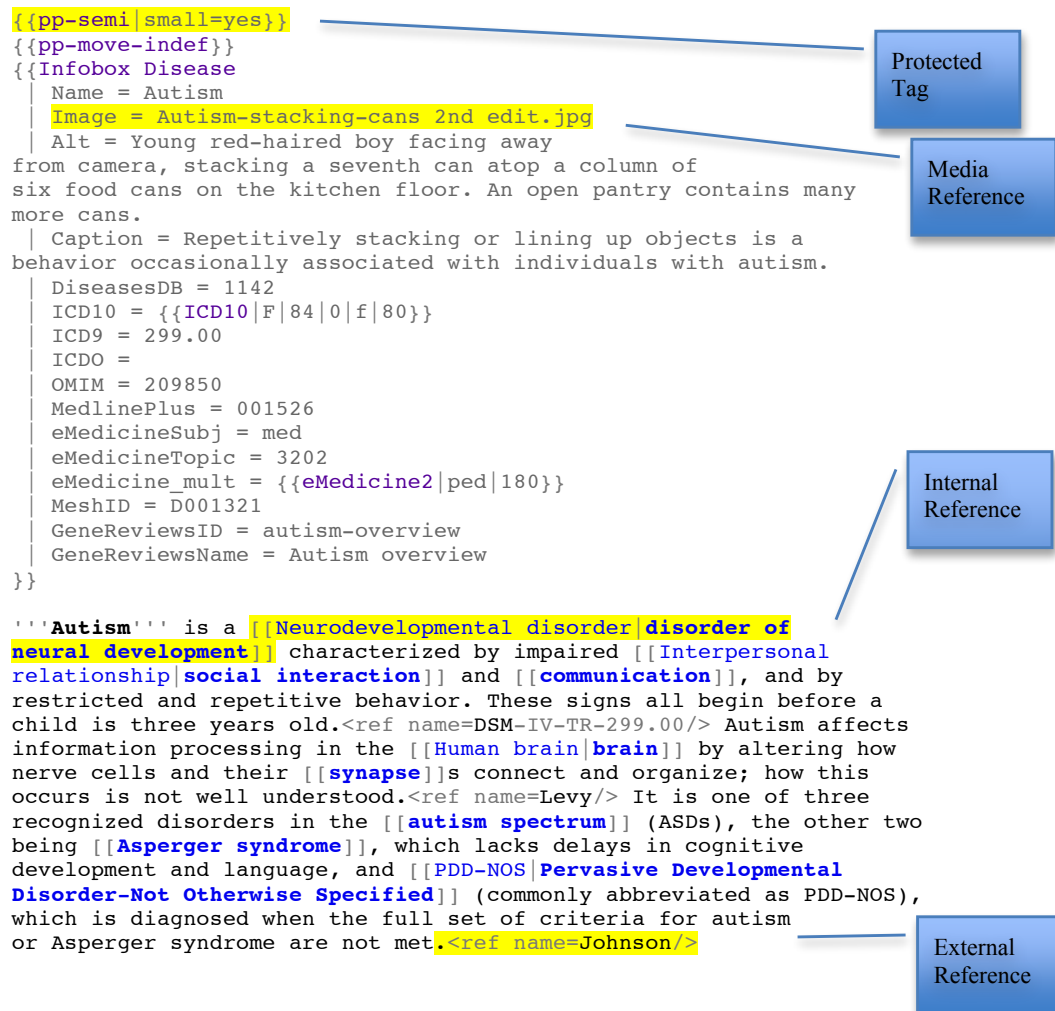 {{pp-semi|small=yes}}
{{pp-move-indef}}
{{Infobox Disease
| Name = Autism
| Image = Autism-stacking-cans 2nd edit.jpg
| Alt = Young red-haired boy facing away
from camera, stacking a seventh can atop a column of
six food cans on the kitchen floor. An open pantry contains many
more cans.
| Caption = Repetitively stacking or lining up objects is a
behavior occasionally associated with individuals with autism.
| DiseasesDB = 1142
| ICD10 = {{ICD10|F|84|0|f|80}}
| ICD9 = 299.00
| ICDO =
| OMIM = 209850
| MedlinePlus = 001526
| eMedicineSubj = med
| eMedicineTopic = 3202
| eMedicine_mult = {{eMedicine2|ped|180}}
| MeshID = D001321
| GeneReviewsID = autism-overview
| GeneReviewsName = Autism overview
}}
'''Autism''' is a [[Neurodevelopmental disorder|disorder of
neural development]] characterized by impaired [[Interpersonal
relationship|social interaction]] and [[communication]], and by
restricted and repetitive behavior. These signs all begin before a
child is three years old.<ref name=DSM-IV-TR-299.00/> Autism affects
information processing in the [[Human brain|brain]] by altering how
nerve cells and their [[synapse]]s connect and organize; how this
occurs is not well understood.<ref name=Levy/> It is one of three
recognized disorders in the [[autism spectrum]] (ASDs), the other two
being [[Asperger syndrome]], which lacks delays in cognitive
development and language, and [[PDD-NOS|Pervasive Developmental
Disorder-Not Otherwise Specified]] (commonly abbreviated as PDD-NOS),
which is diagnosed when the full set of criteria for autism
or Asperger syndrome are not met.<ref name=Johnson/>
Protected
Tag
Media
Reference
Internal
Reference
External
Reference